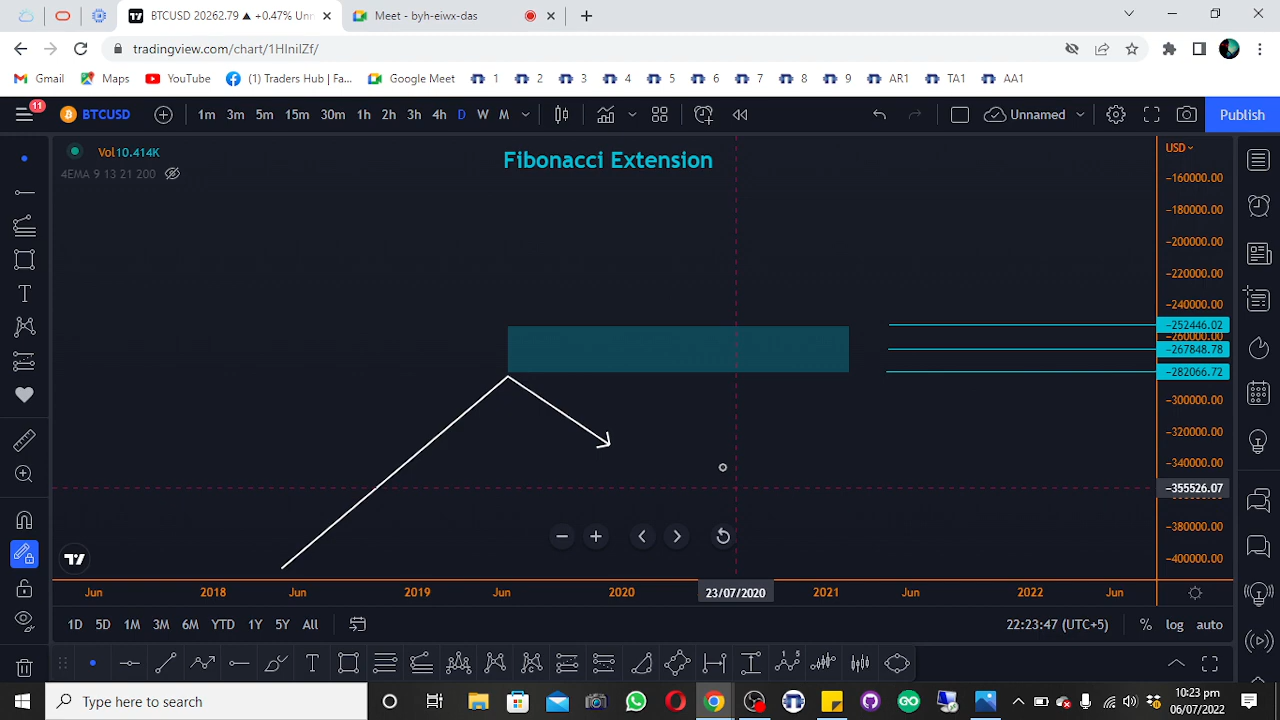 BTCUSD 20262.79 ▲ +0.47% Unnam
Meet - byh-eiwx-das
tradingview.com/chart/1HlniIZf/
Gmail
Maps
YouTube
(1) Traders Hub | Fa...
Google Meet
1
2
3
4
5
6
7
8
9
AR1
TA1
AA1
11
BTCUSD
1m 3m 5m 15m 30m 1h 2h 3h 4h D W M
Unnamed
Publish
Vol10.414K
4EMA 9 13 21 200
Fibonacci Extension
USD
−160000.00
−180000.00
−200000.00
−220000.00
−240000.00
−252446.02
−260000.00
−267848.78
−282066.72
−300000.00
−320000.00
−340000.00
−355526.07
−380000.00
−400000.00
Jun 2018 Jun 2019 Jun 2020 23/07/2020 2021 Jun 2022 Jun
1D 5D 1M 3M 6M YTD 1Y 5Y All
22:23:47 (UTC+5)
% log auto
Type here to search
10:23 pm
06/07/2022